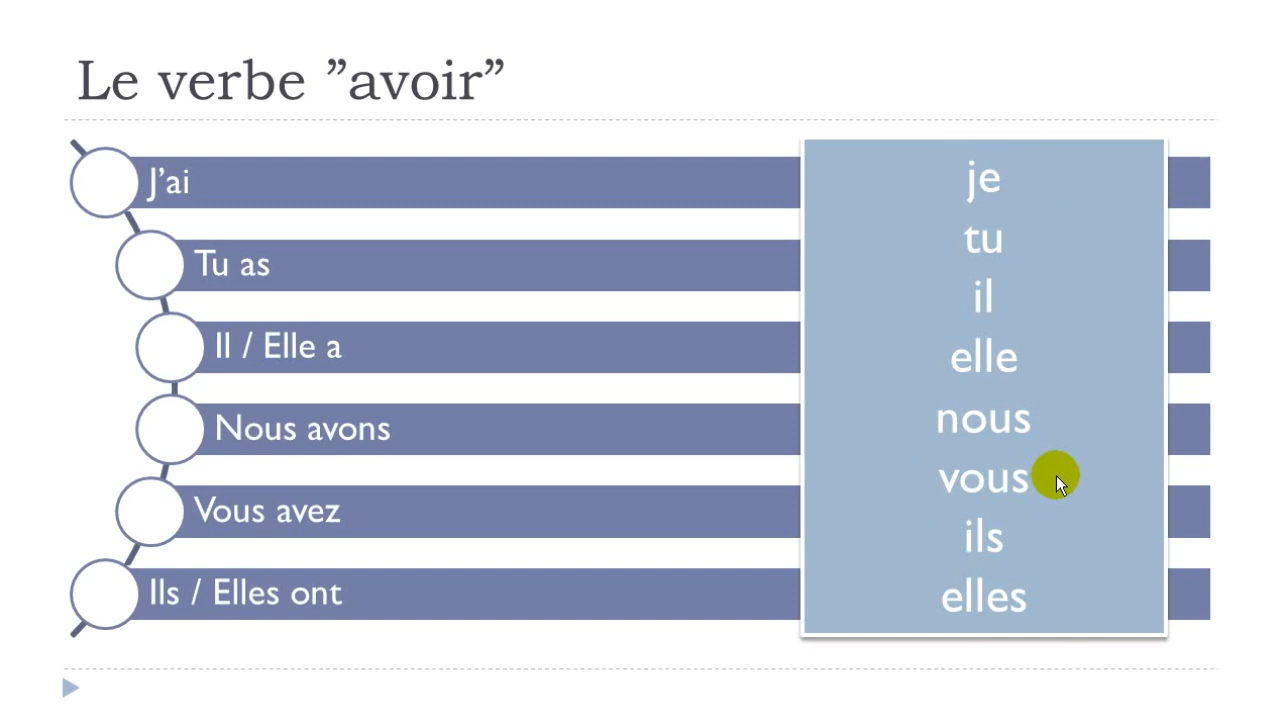 Le verbe ”avoir”
J’ai
Tu as
Il / Elle a
Nous avons
Vous avez
Ils / Elles ont
je
tu
il
elle
nous
vous
ils
elles